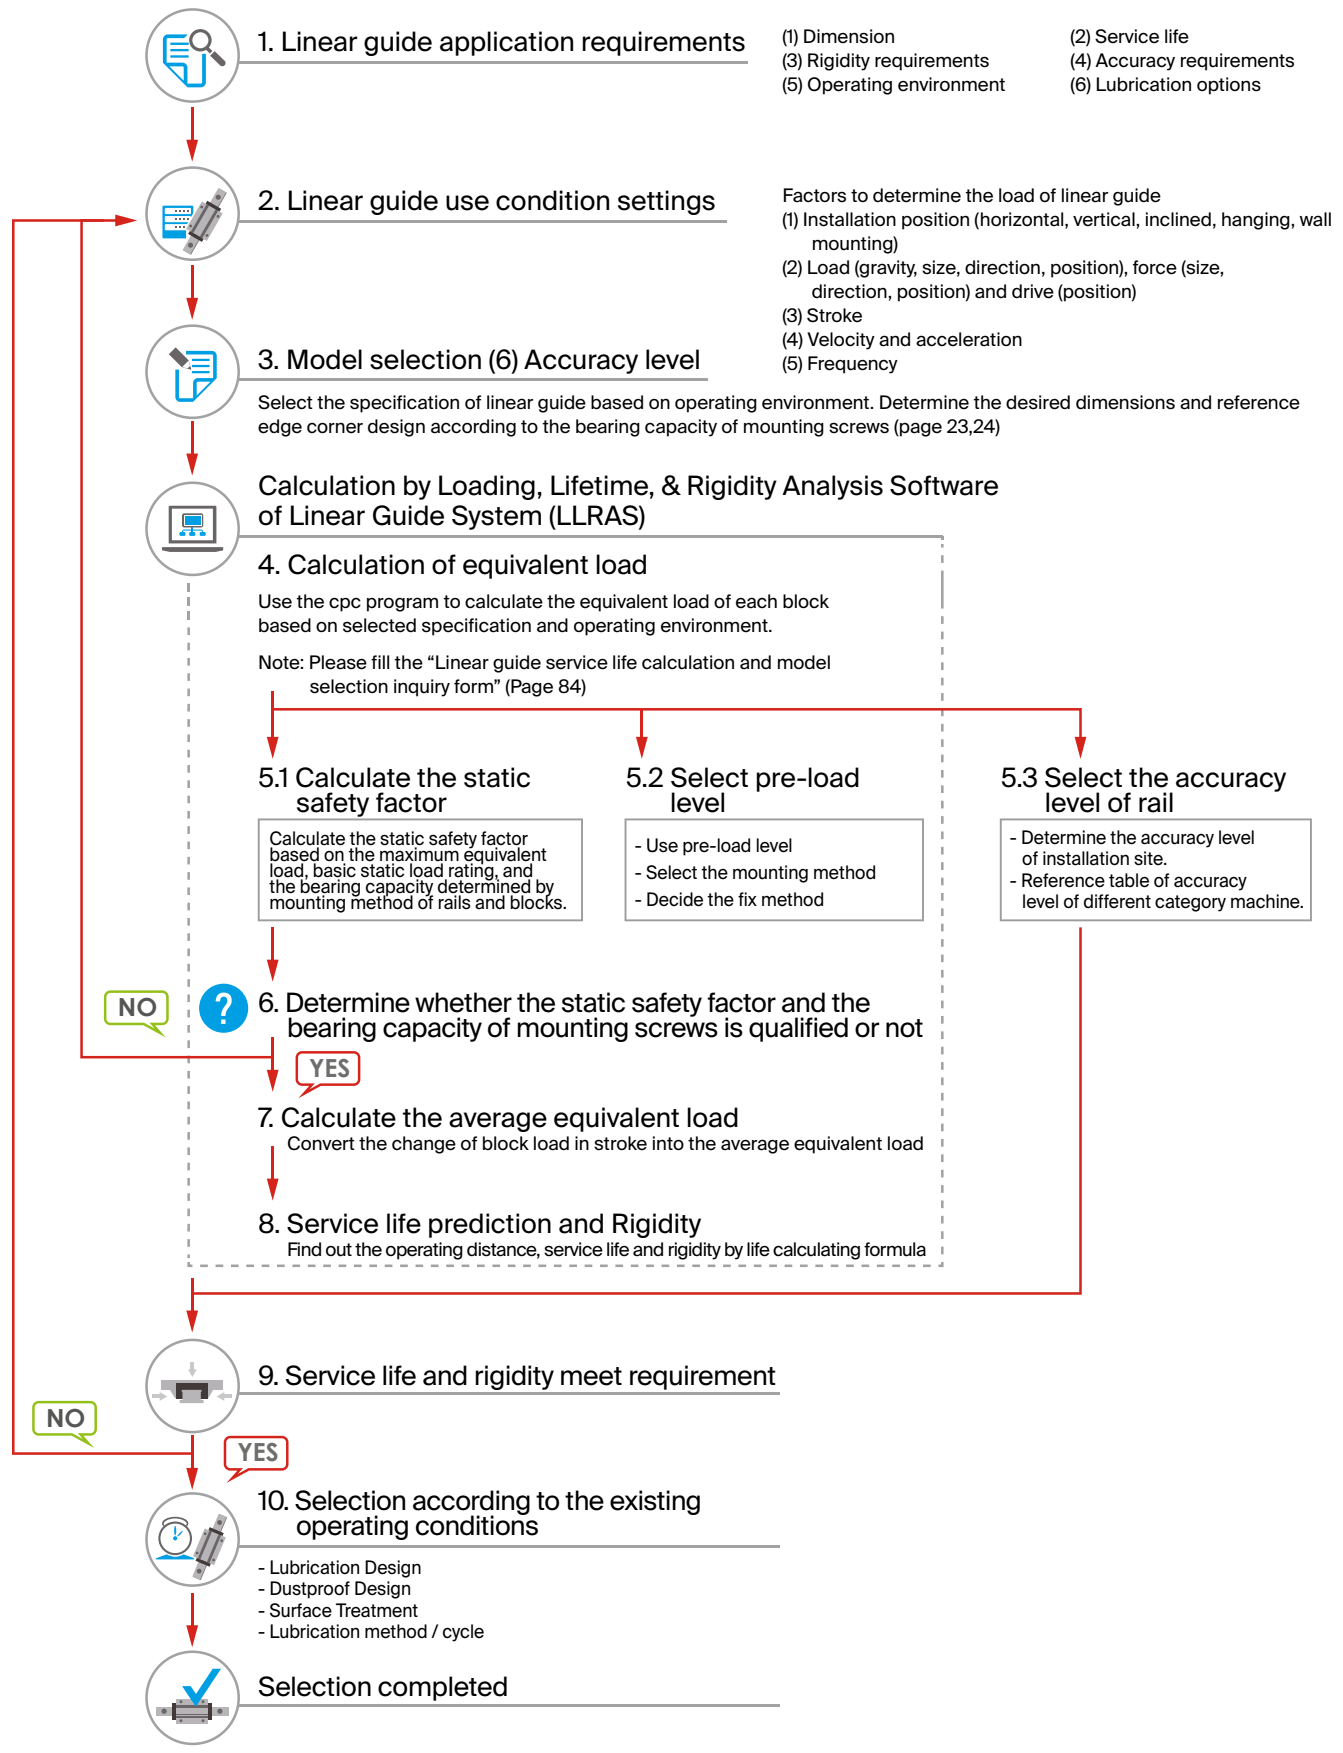 1. Linear guide application requirements
(1) Dimension
(2) Service life
(3) Rigidity requirements
(4) Accuracy requirements
(5) Operating environment
(6) Lubrication options
2. Linear guide use condition settings
Factors to determine the load of linear guide
(1) Installation position (horizontal, vertical, inclined, hanging, wall
mounting)
(2) Load (gravity, size, direction, position), force (size,
direction, position) and drive (position)
(3) Stroke
(4) Velocity and acceleration
(5) Frequency
3. Model selection (6) Accuracy level
Select the specification of linear guide based on operating environment. Determine the desired dimensions and reference
edge corner design according to the bearing capacity of mounting screws (page 23,24)
Calculation by Loading, Lifetime, & Rigidity Analysis Software
of Linear Guide System (LLRAS)
4. Calculation of equivalent load
Use the cpc program to calculate the equivalent load of each block
based on selected specification and operating environment.
Note: Please fill the “Linear guide service life calculation and model
selection inquiry form” (Page 84)
5.1 Calculate the static
safety factor
Calculate the static safety factor
based on the maximum equivalent
load, basic static load rating, and
the bearing capacity determined by
mounting method of rails and blocks.
5.2 Select pre-load
level
- Use pre-load level
- Select the mounting method
- Decide the fix method
5.3 Select the accuracy
level of rail
- Determine the accuracy level
of installation site.
- Reference table of accuracy
level of different category machine.
NO
?
6. Determine whether the static safety factor and the
bearing capacity of mounting screws is qualified or not
YES
7. Calculate the average equivalent load
Convert the change of block load in stroke into the average equivalent load
8. Service life prediction and Rigidity
Find out the operating distance, service life and rigidity by life calculating formula
9. Service life and rigidity meet requirement
NO
YES
10. Selection according to the existing
operating conditions
- Lubrication Design
- Dustproof Design
- Surface Treatment
- Lubrication method / cycle
Selection completed